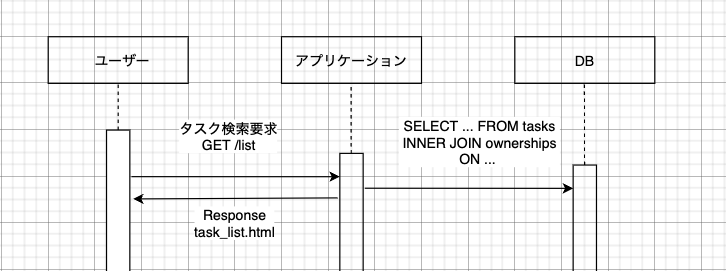 ユーザー
アプリケーション
DB
タスク検索要求
GET /list
SELECT ... FROM tasks
INNER JOIN ownerships
ON ...
Response
task_list.html